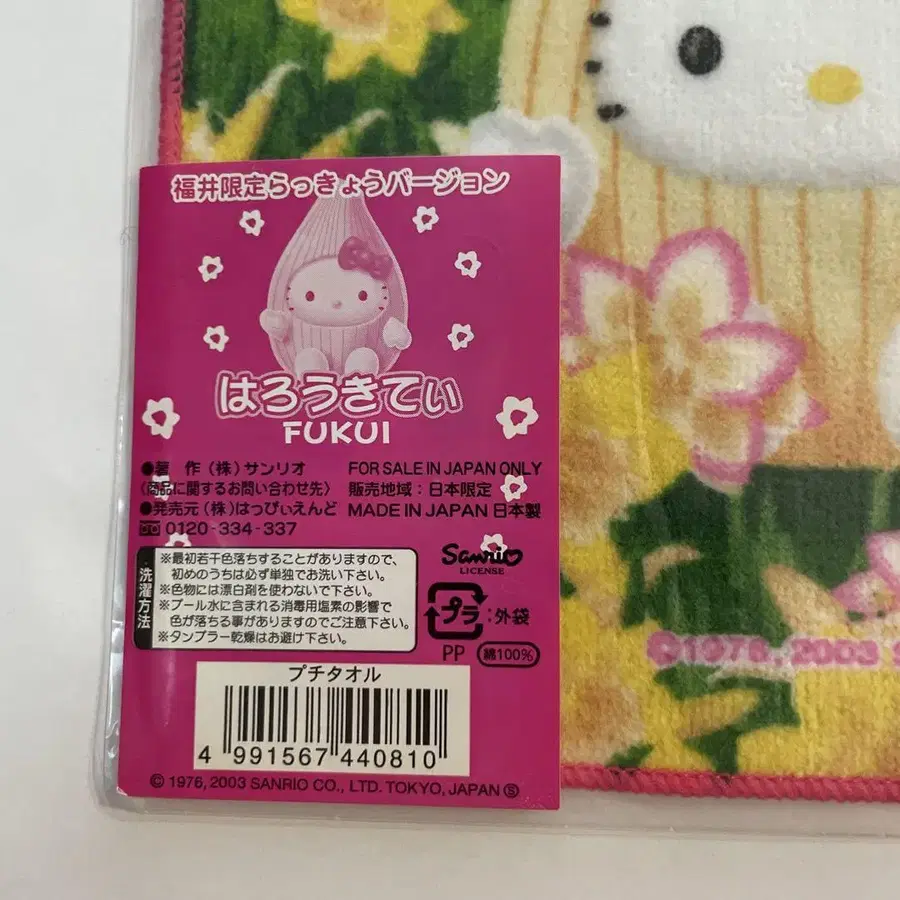 福井限定らっきょうバージョン
はろうきてぃ
FUKUI
●著 作(株)サンリオ
〈商品に関するお問い合わせ先〉
●発売元(株)はっぴぃえんど
0120-334-337
FOR SALE IN JAPAN ONLY
販売地域:日本限定
MADE IN JAPAN 日本製
洗濯方法
※最初若干色落ちすることがありますので、
初めのうちは必ず単独でお洗い下さい。
※色物には漂白剤を使わないで下さい。
※プール水に含まれる消毒用塩素の影響で
色が落ちる事がありますのでご注意下さい。
※タンブラー乾燥はお避け下さい。
Sanrio
LICENSE
プラ:外袋
PP 綿100%
プチタオル
4 991567 440810
© 1976, 2003 SANRIO CO., LTD. TOKYO, JAPAN Ⓢ
©1976, 2003